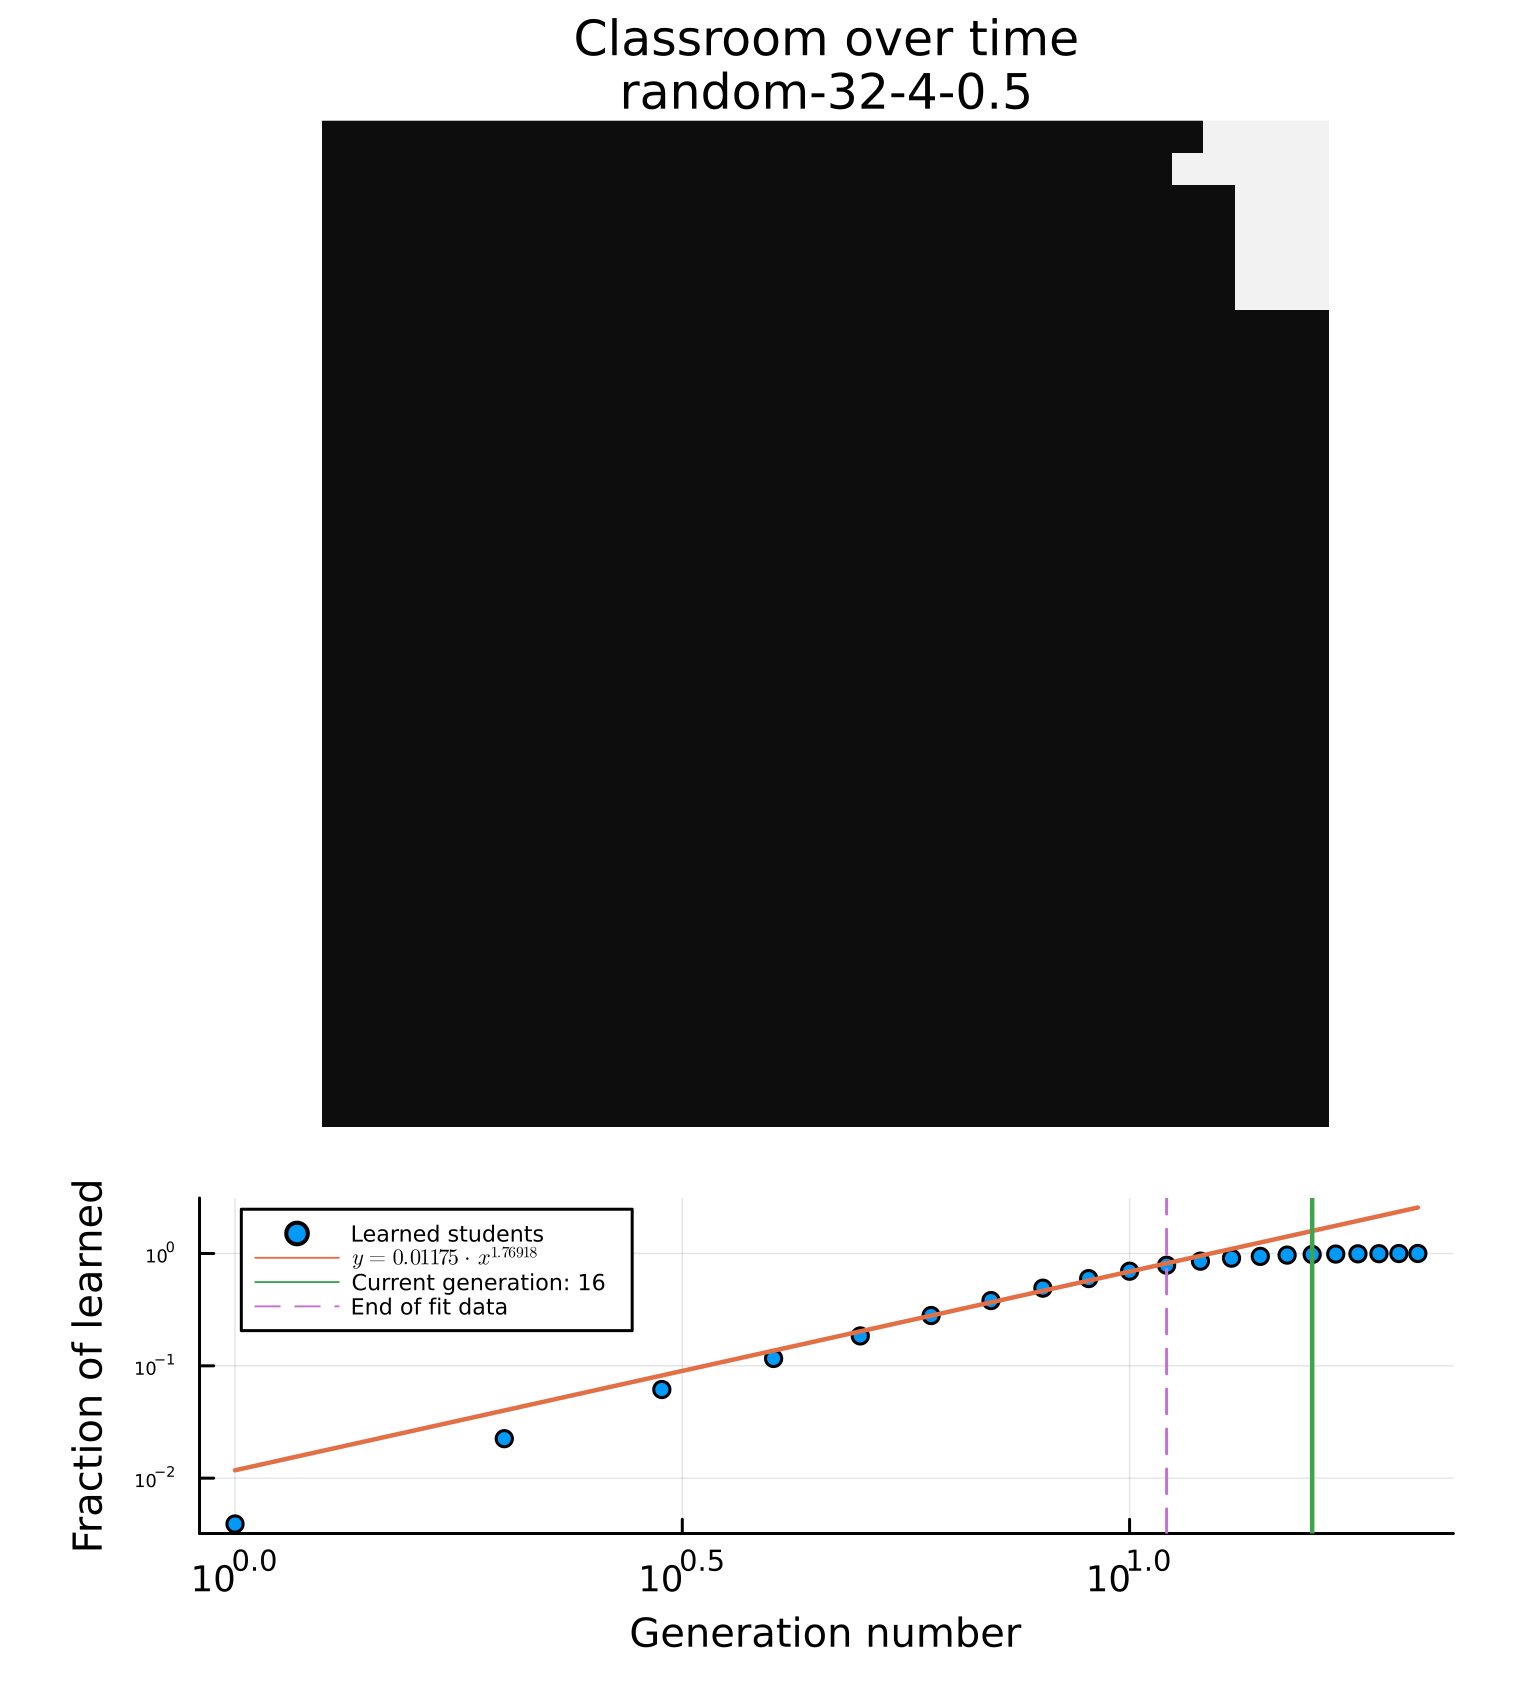 Classroom over time
random-32-4-0.5
Fraction of learned
10⁰
10⁻¹
10⁻²
Learned students
y = 0.01175 · x^1.76918
Current generation: 16
End of fit data
10^0.0
10^0.5
10^1.0
Generation number